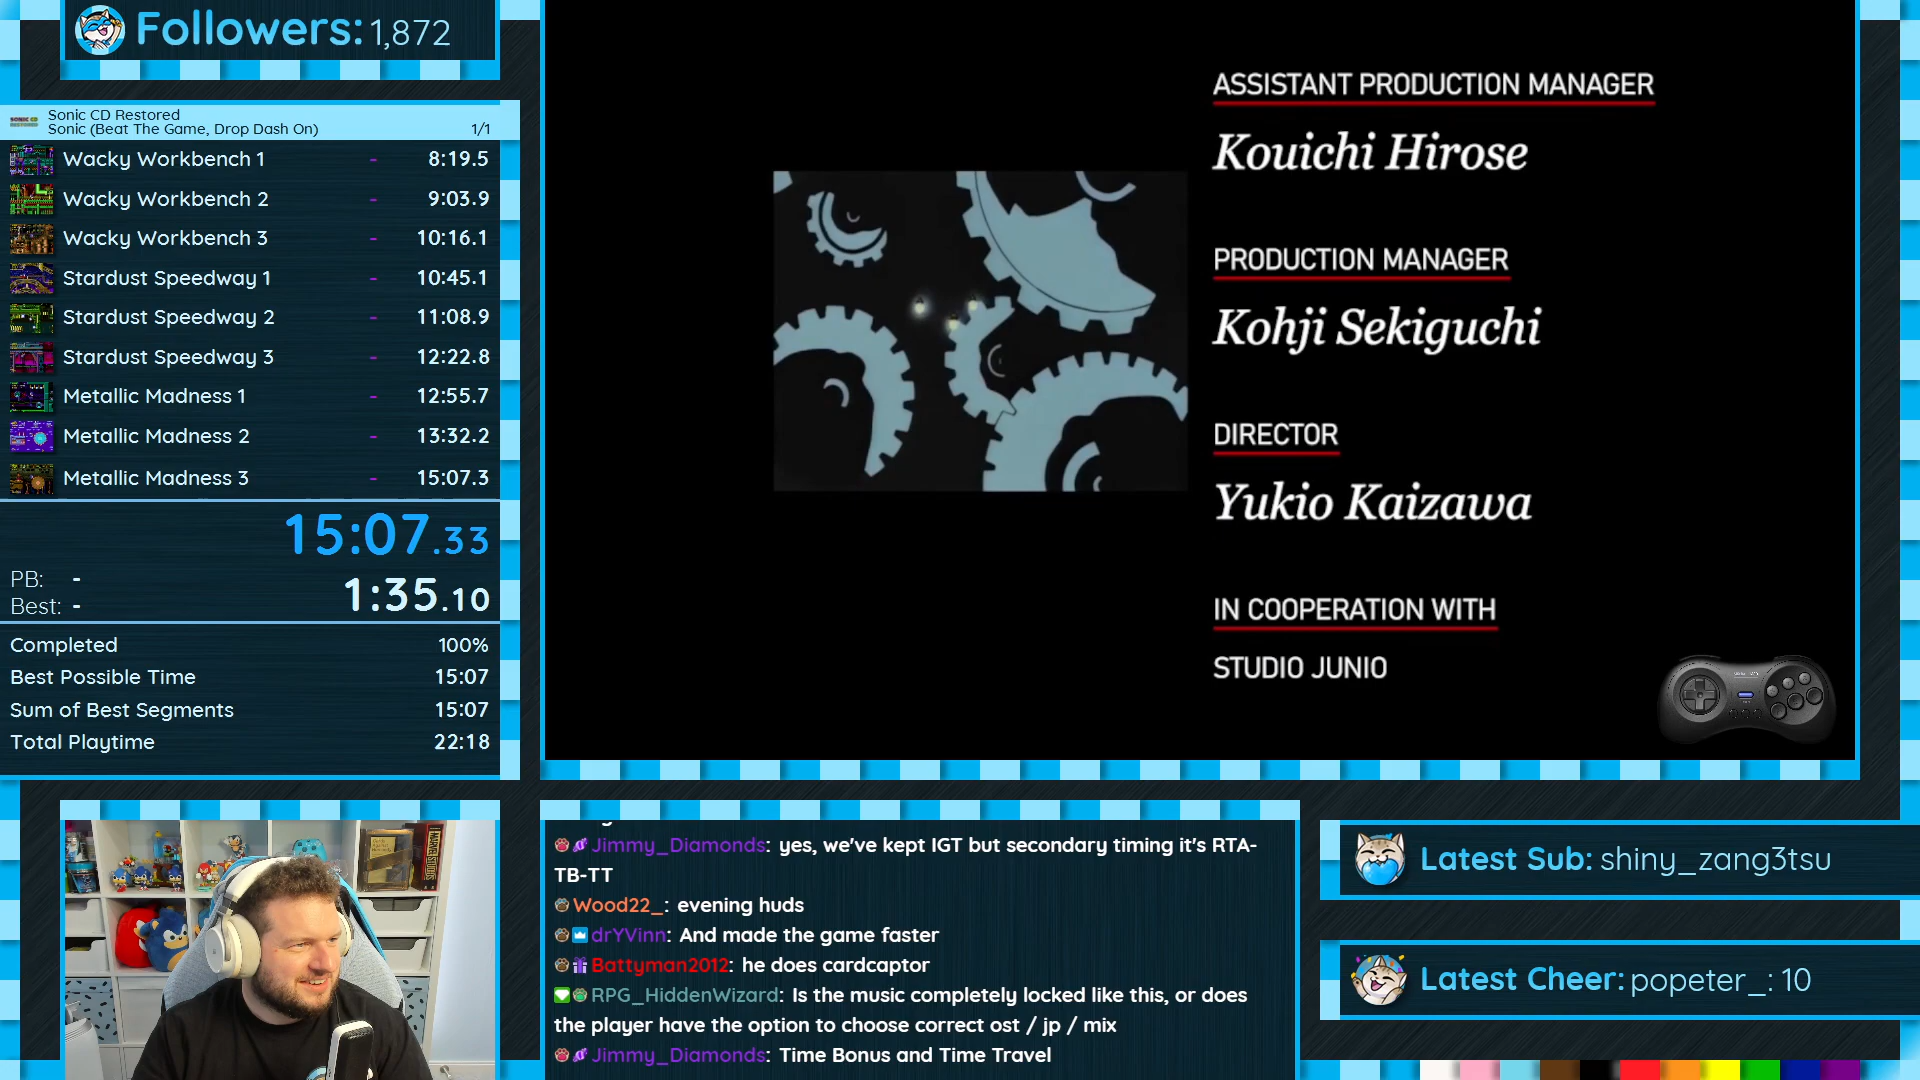 Followers: 1,872
Sonic CD Restored
Sonic (Beat The Game, Drop Dash On) 1/1
Wacky Workbench 1 - 8:19.5
Wacky Workbench 2 - 9:03.9
Wacky Workbench 3 - 10:16.1
Stardust Speedway 1 - 10:45.1
Stardust Speedway 2 - 11:08.9
Stardust Speedway 3 - 12:22.8
Metallic Madness 1 - 12:55.7
Metallic Madness 2 - 13:32.2
Metallic Madness 3 - 15:07.3
15:07.33
PB: -
Best: -
1:35.10
Completed 100%
Best Possible Time 15:07
Sum of Best Segments 15:07
Total Playtime 22:18
ASSISTANT PRODUCTION MANAGER
Kouichi Hirose
PRODUCTION MANAGER
Kohji Sekiguchi
DIRECTOR
Yukio Kaizawa
IN COOPERATION WITH
STUDIO JUNIO
Jimmy_Diamonds: yes, we've kept IGT but secondary timing it's RTA-
TB-TT
Wood22_: evening huds
drYVinn: And made the game faster
Battyman2012: he does cardcaptor
RPG_HiddenWizard: Is the music completely locked like this, or does
the player have the option to choose correct ost / jp / mix
Jimmy_Diamonds: Time Bonus and Time Travel
Latest Sub: shiny_zang3tsu
Latest Cheer: popeter_: 10